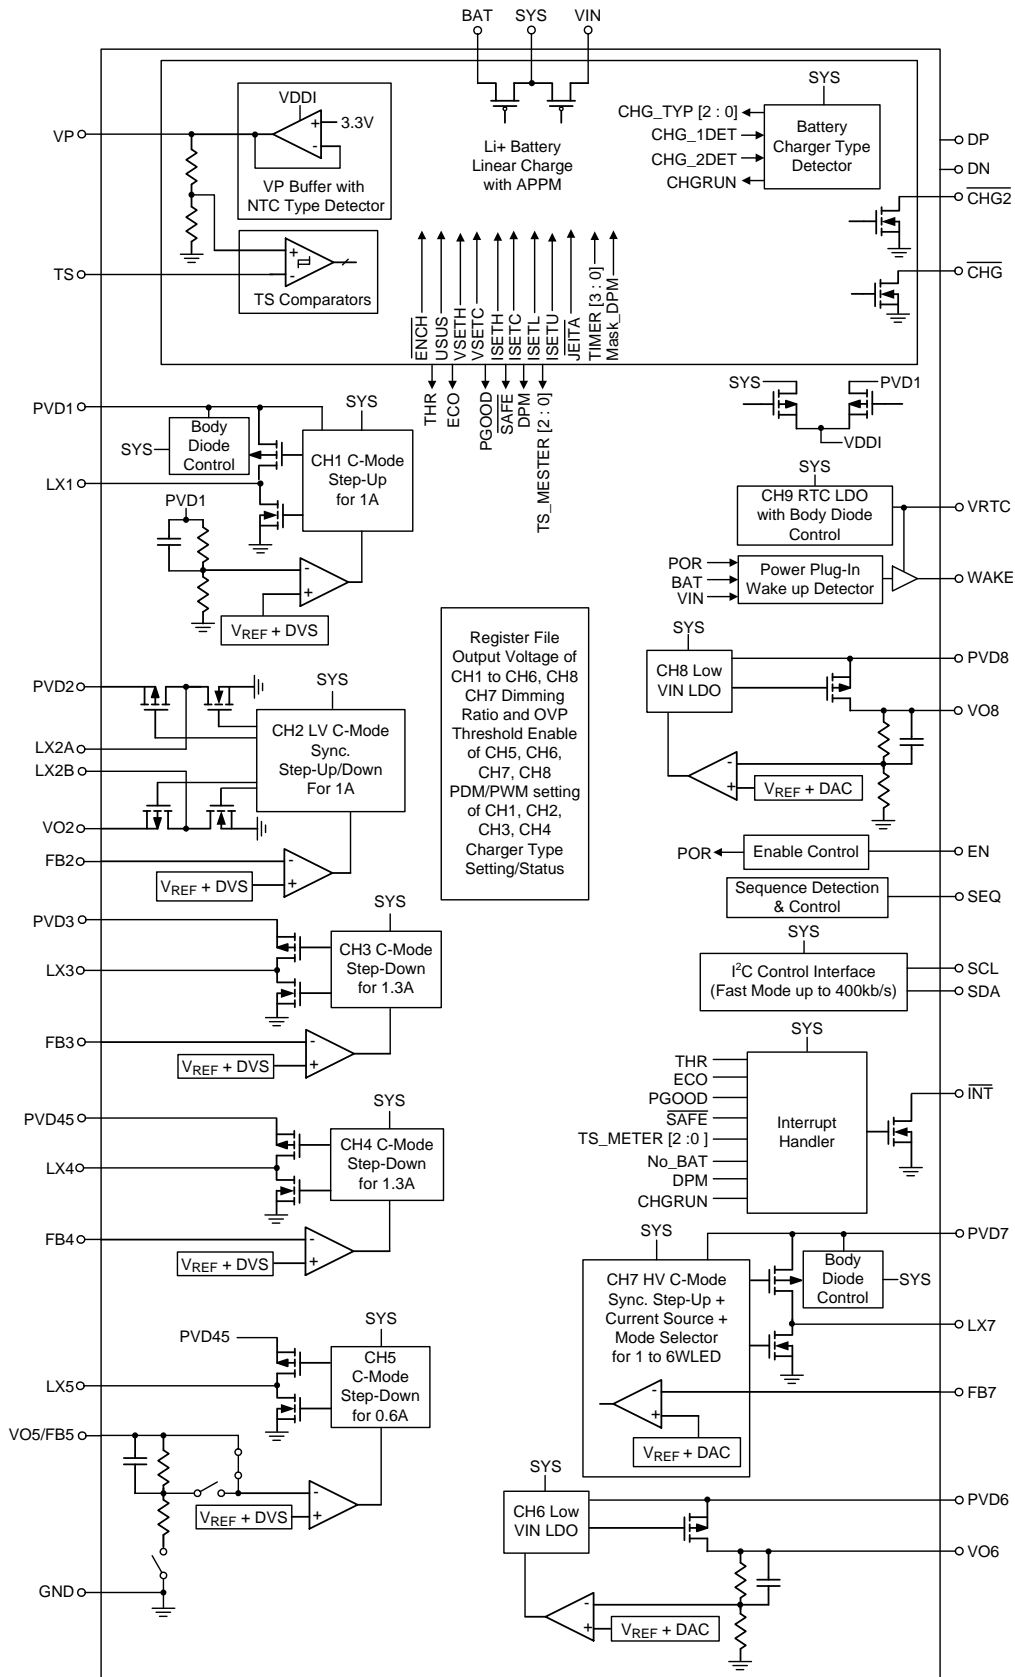 BAT SYS VIN
VDDI
3.3V
+
-
VP
VP Buffer with
NTC Type Detector
+
-
TS
TS Comparators
Li+ Battery
Linear Charge
with APPM
SYS
CHG_TYP [2 : 0]
CHG_1DET
CHG_2DET
CHGRUN
Battery
Charger Type
Detector
DP
DN
CHG2
CHG
ENCH
USUS
VSETH
VSETC
ISETH
ISETC
ISETL
ISETU
JEITA
TIMER [3 : 0]
Mask_DPM
THR
ECO
PGOOD
SAFE
DPM
TS_MESTER [2 : 0]
SYS
PVD1
VDDI
PVD1
SYS
Body
Diode
Control
SYS
CH1 C-Mode
Step-Up
for 1A
LX1
PVD1
-
+
VREF + DVS
SYS
CH9 RTC LDO
with Body Diode
Control
VRTC
POR
BAT
VIN
Power Plug-In
Wake up Detector
WAKE
Register File
Output Voltage of
CH1 to CH6, CH8
CH7 Dimming
Ratio and OVP
Threshold Enable
of CH5, CH6,
CH7, CH8
PDM/PWM setting
of CH1, CH2,
CH3, CH4
Charger Type
Setting/Status
PVD2
SYS
LX2A
LX2B
CH2 LV C-Mode
Sync.
Step-Up/Down
For 1A
VO2
FB2
-
+
VREF + DVS
SYS
CH8 Low
VIN LDO
PVD8
VO8
-
+
VREF + DAC
POR
Enable Control
EN
Sequence Detection
& Control
SEQ
PVD3
SYS
CH3 C-Mode
Step-Down
for 1.3A
LX3
FB3
-
+
VREF + DVS
SYS
I2C Control Interface
(Fast Mode up to 400kb/s)
SCL
SDA
SYS
THR
ECO
PGOOD
SAFE
TS_METER [2 :0 ]
No_BAT
DPM
CHGRUN
Interrupt
Handler
INT
PVD45
SYS
CH4 C-Mode
Step-Down
for 1.3A
LX4
FB4
-
+
VREF + DVS
SYS
PVD7
CH7 HV C-Mode
Sync. Step-Up +
Current Source +
Mode Selector
for 1 to 6WLED
Body
Diode
Control
SYS
LX7
FB7
-
+
VREF + DAC
PVD45
SYS
CH5
C-Mode
Step-Down
for 0.6A
LX5
VO5/FB5
-
+
VREF + DVS
GND
SYS
CH6 Low
VIN LDO
PVD6
VO6
-
+
VREF + DAC